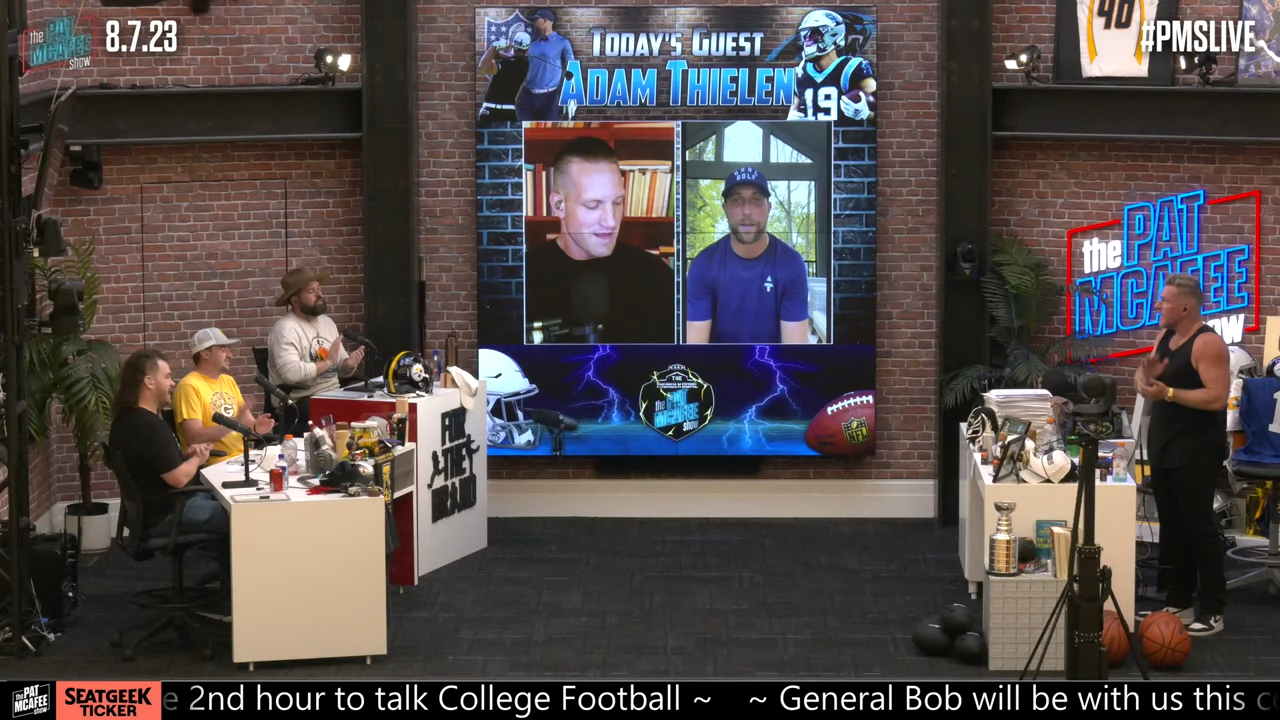 the PAT MCAFEE show
8.7.23
TODAY'S GUEST
ADAM THIELEN
19
#PMSLIVE
the PAT MCAFEE SHOW
FOR THE BRAND
the PAT MCAFEE show
NFL
the PAT MCAFEE show
SEATGEEK TICKER
e 2nd hour to talk College Football ~ ~ General Bob will be with us this c